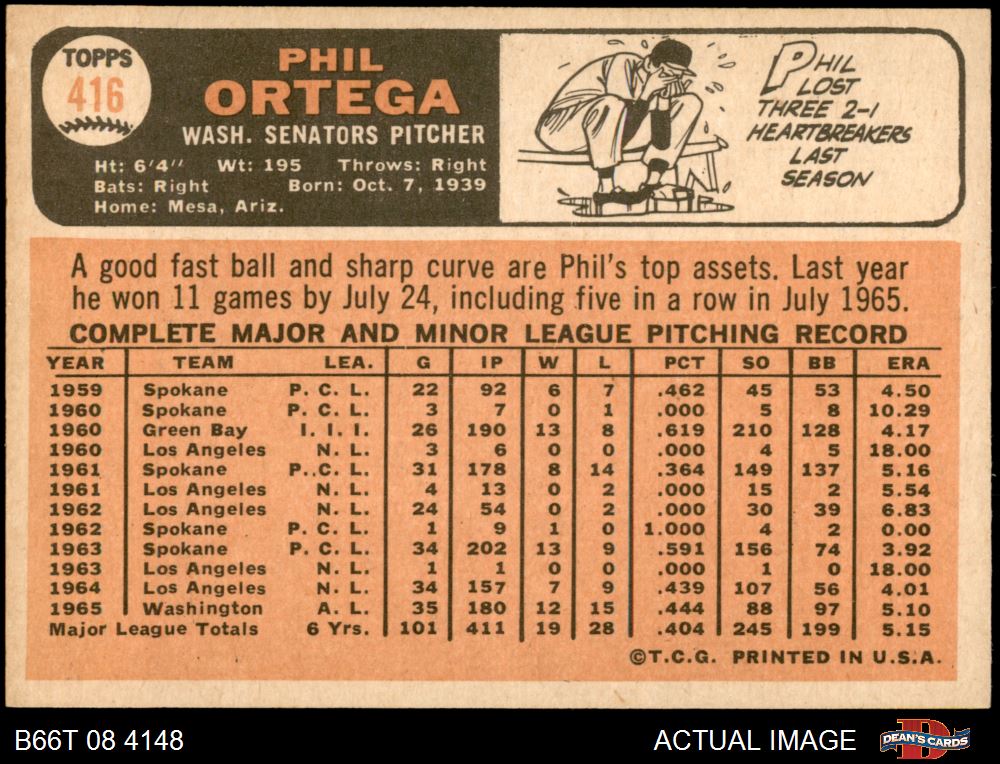 TOPPS
416
PHIL
ORTEGA
WASH. SENATORS PITCHER
Ht: 6'4" Wt: 195 Throws: Right
Bats: Right Born: Oct. 7, 1939
Home: Mesa, Ariz.
PHIL
LOST
THREE 2-1
HEARTBREAKERS
LAST
SEASON
A good fast ball and sharp curve are Phil's top assets. Last year
he won 11 games by July 24, including five in a row in July 1965.
COMPLETE MAJOR AND MINOR LEAGUE PITCHING RECORD
YEAR TEAM LEA. G IP W L PCT SO BB ERA
1959 Spokane P. C. L. 22 92 6 7 .462 45 53 4.50
1960 Spokane P. C. L. 3 7 0 1 .000 5 8 10.29
1960 Green Bay I. I. I. 26 190 13 8 .619 210 128 4.17
1960 Los Angeles N. L. 3 6 0 0 .000 4 5 18.00
1961 Spokane P..C. L. 31 178 8 14 .364 149 137 5.16
1961 Los Angeles N. L. 4 13 0 2 .000 15 2 5.54
1962 Los Angeles N. L. 24 54 0 2 .000 30 39 6.83
1962 Spokane P. C. L. 1 9 1 0 1.000 4 2 0.00
1963 Spokane P. C. L. 34 202 13 9 .591 156 74 3.92
1963 Los Angeles N. L. 1 1 0 0 .000 1 0 18.00
1964 Los Angeles N. L. 34 157 7 9 .439 107 56 4.01
1965 Washington A. L. 35 180 12 15 .444 88 97 5.10
Major League Totals 6 Yrs. 101 411 19 28 .404 245 199 5.15
©T.C.G. PRINTED IN U.S.A.
B66T 08 4148
ACTUAL IMAGE
D
DEAN'S CARDS